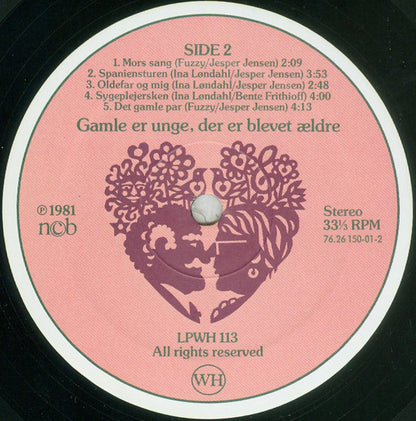 SIDE 2
1. Mors sang (Fuzzy/Jesper Jensen) 2:09
2. Spaniensturen (Ina Løndahl/Jesper Jensen) 3:53
3. Oldefar og mig (Ina Løndahl/Jesper Jensen) 2:48
4. Sygeplejersken (Ina Løndahl/Bente Frithioff) 4:00
5. Det gamle par (Fuzzy/Jesper Jensen) 4:13
Gamle er unge, der er blevet ældre
℗ 1981
ncb
Stereo
33⅓ RPM
76.26 150-01-2
LPWH 113
All rights reserved
WH